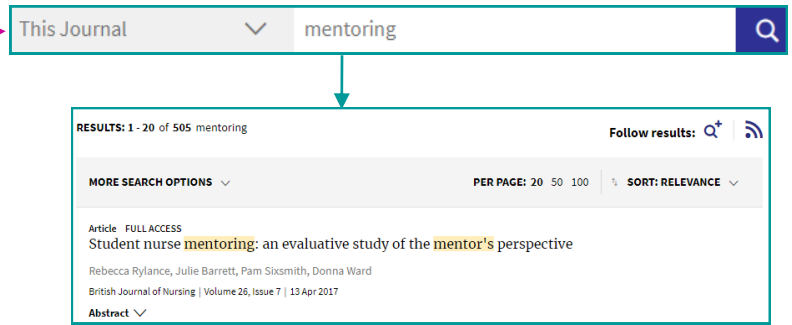 This Journal mentoring
RESULTS: 1 - 20 of 505 mentoring
Follow results:
MORE SEARCH OPTIONS PER PAGE: 20 50 100 SORT: RELEVANCE
Article FULL ACCESS
Student nurse mentoring: an evaluative study of the mentor's perspective
Rebecca Rylance, Julie Barrett, Pam Sixsmith, Donna Ward
British Journal of Nursing | Volume 26, Issue 7 | 13 Apr 2017
Abstract